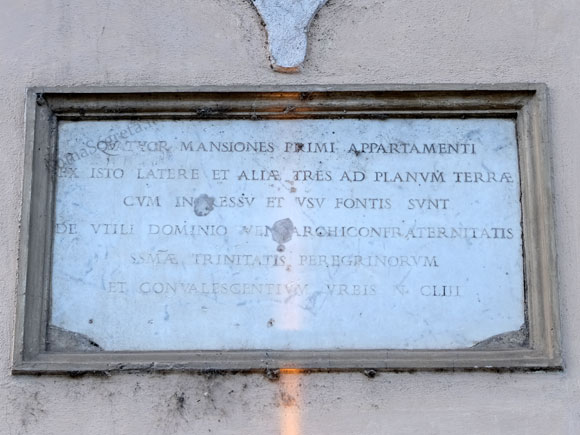 QVATVOR MANSIONES PRIMI APPARTAMENTI
EX ISTO LATERE ET ALIÆ TRES AD PLANVM TERRÆ
CVM INGRESSV ET VSV FONTIS SVNT
DE VTILI DOMINIO VEN ARCHICONFRATERNITATIS
SSMÆ TRINITATIS PEREGRINORVM
ET CONVALESCENTIVM VRBIS N CLIII